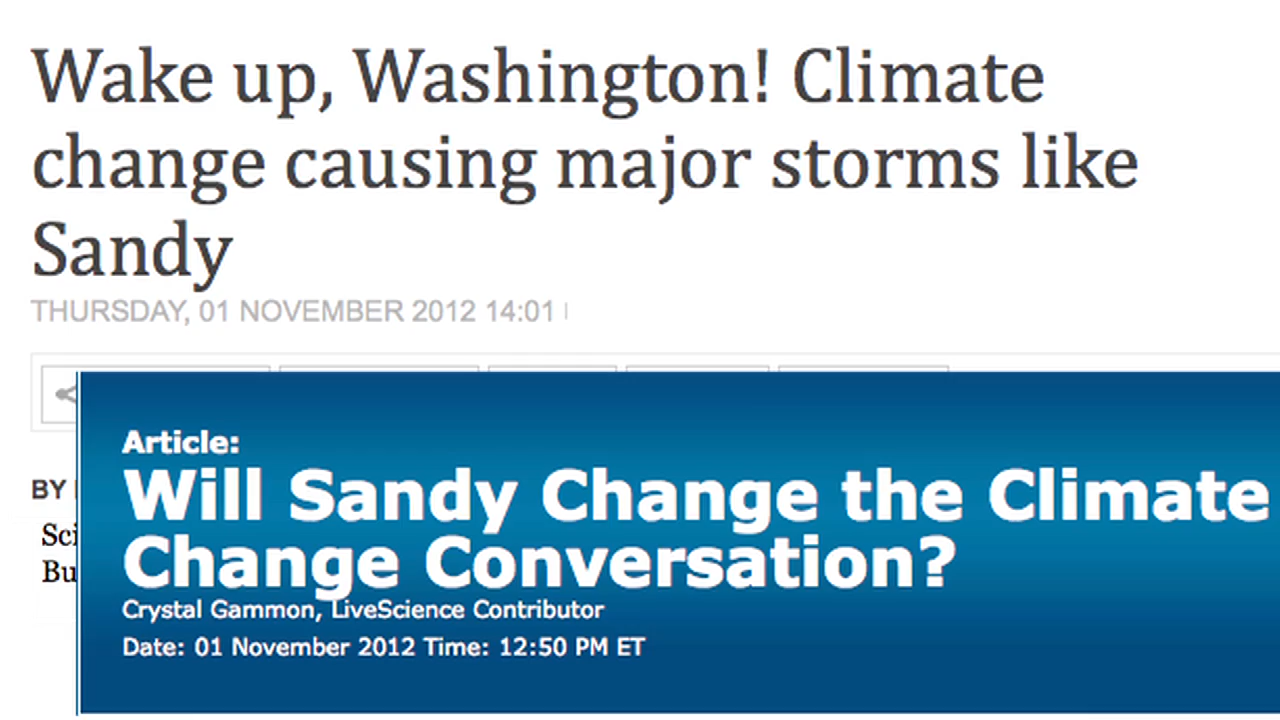 Wake up, Washington! Climate
change causing major storms like
Sandy
THURSDAY, 01 NOVEMBER 2012 14:01
Article:
Will Sandy Change the Climate
Change Conversation?
Crystal Gammon, LiveScience Contributor
Date: 01 November 2012 Time: 12:50 PM ET
BY
Sci
Bu